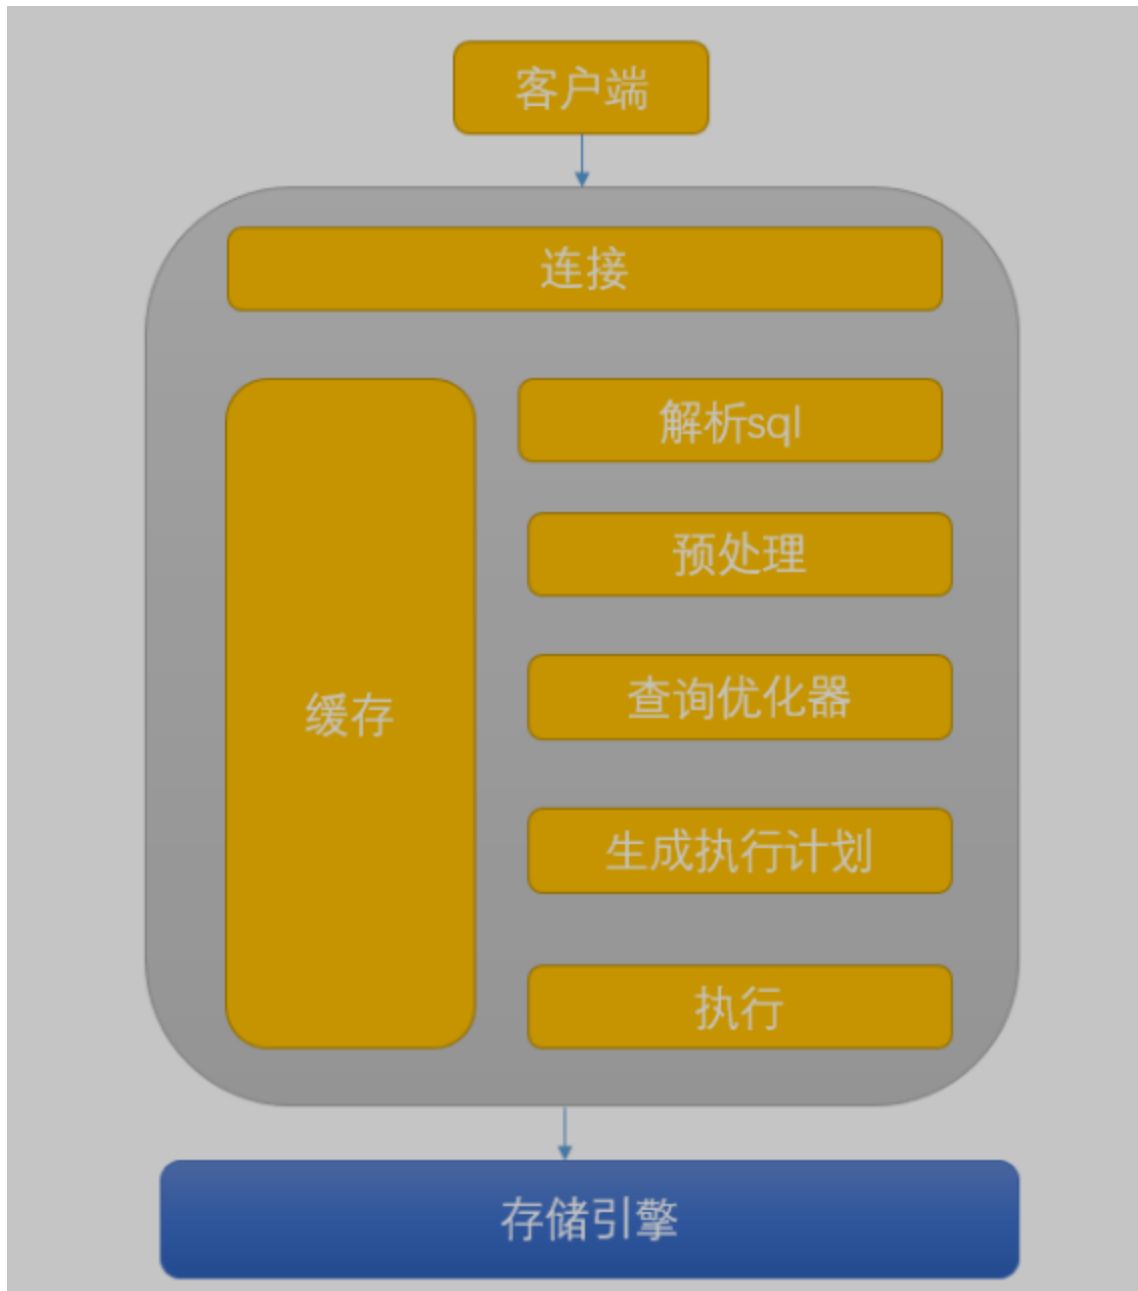 客户端
连接
解析sql
预处理
查询优化器
缓存
生成执行计划
执行
存储引擎